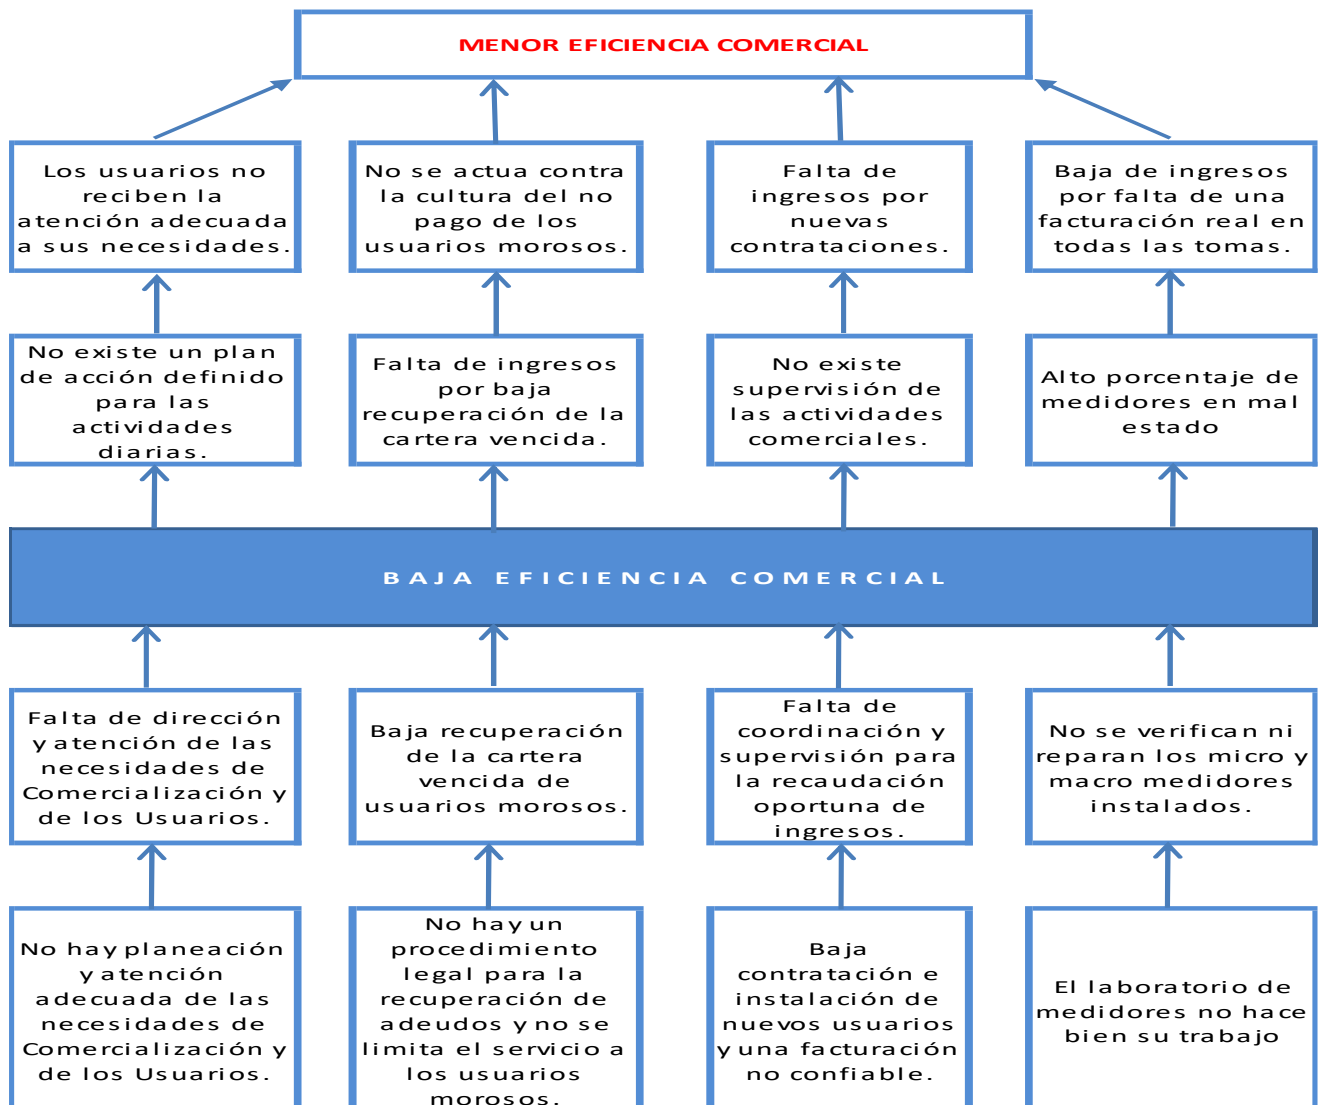 MENOR EFICIENCIA COMERCIAL
Los usuarios no
reciben la
atención adecuada
a sus necesidades.
No se actua contra
la cultura del no
pago de los
usuarios morosos.
Falta de
ingresos por
nuevas
contrataciones.
Baja de ingresos
por falta de una
facturación real en
todas las tomas.
No existe un plan
de acción definido
para las
actividades
diarias.
Falta de ingresos
por baja
recuperación de la
cartera vencida.
No existe
supervisión de
las actividades
comerciales.
Alto porcentaje de
medidores en mal
estado
BAJA EFICIENCIA COMERCIAL
Falta de dirección
y atención de las
necesidades de
Comercialización y
de los Usuarios.
Baja recuperación
de la cartera
vencida de
usuarios morosos.
Falta de
coordinación y
supervisión para
la recaudación
oportuna de
ingresos.
No se verifican ni
reparan los micro y
macro medidores
instalados.
No hay planeación
y atención
adecuada de las
necesidades de
Comercialización y
de los Usuarios.
No hay un
procedimiento
legal para la
recuperación de
adeudos y no se
limita el servicio a
los usuarios
morosos.
Baja
contratación e
instalación de
nuevos usuarios
y una facturación
no confiable.
El laboratorio de
medidores no hace
bien su trabajo